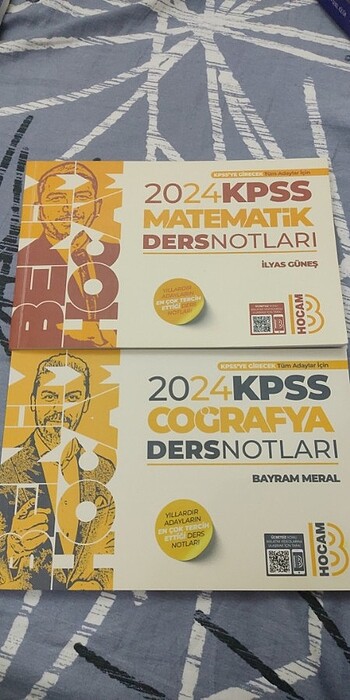 BENİM HOCAM
KPSS'YE GİRECEK Tüm Adaylar İçin
2024 KPSS
MATEMATİK
DERS NOTLARI
İLYAS GÜNEŞ
YILLARDIR
ADAYLARIN
EN ÇOK TERCİH
ETTİĞİ DERS
NOTLARI
HOCAM
BENİM HOCAM
KPSS'YE GİRECEK Tüm Adaylar İçin
2024 KPSS
COĞRAFYA
DERS NOTLARI
BAYRAM MERAL
YILLARDIR
ADAYLARIN
EN ÇOK TERCİH
ETTİĞİ DERS
NOTLARI
HOCAM